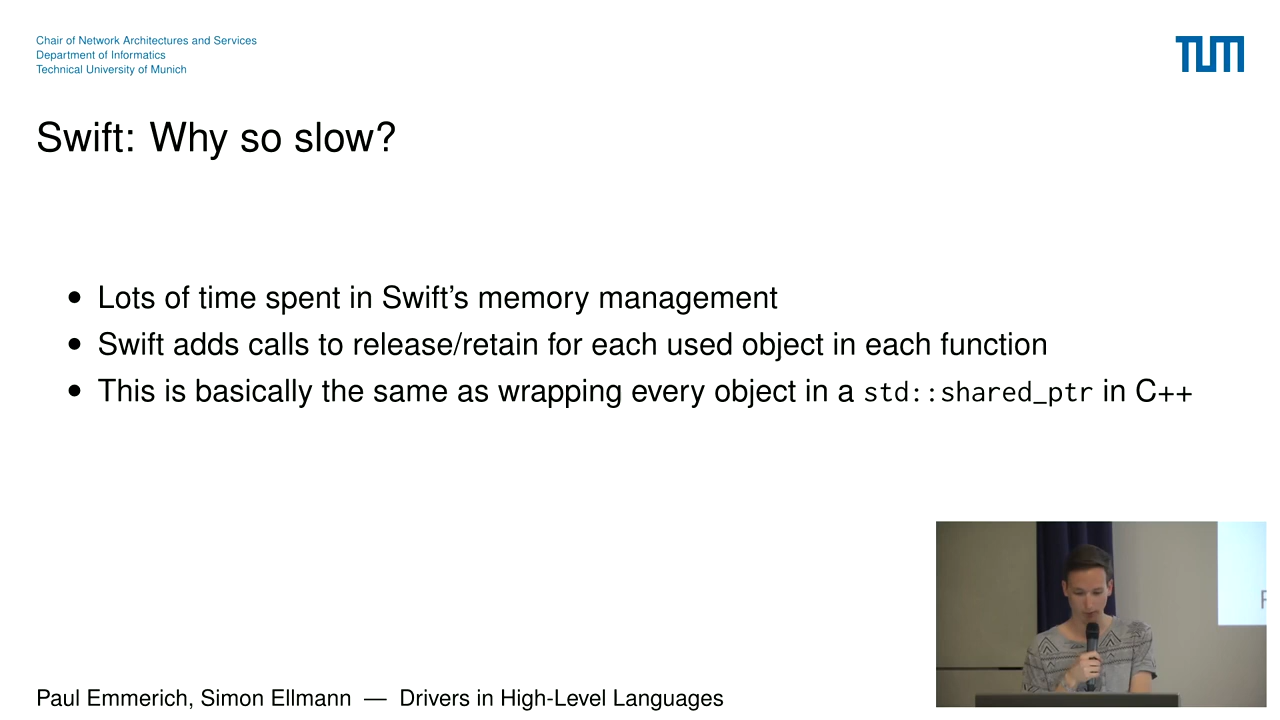 Chair of Network Architectures and Services
Department of Informatics
Technical University of Munich
TUM
Swift: Why so slow?
• Lots of time spent in Swift’s memory management
• Swift adds calls to release/retain for each used object in each function
• This is basically the same as wrapping every object in a std::shared_ptr in C++
Paul Emmerich, Simon Ellmann — Drivers in High-Level Languages